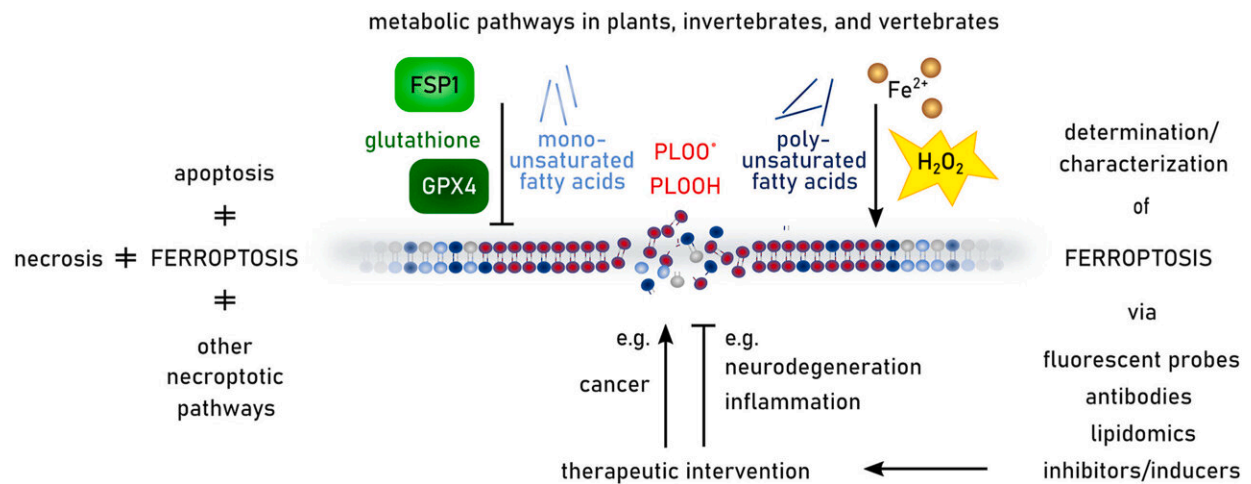 metabolic pathways in plants, invertebrates, and vertebrates
FSP1
glutathione
GPX4
mono-
unsaturated
fatty acids
PLOO•
PLOOH
poly-
unsaturated
fatty acids
Fe²⁺
H₂O₂
apoptosis
≠
necrosis ≠ FERROPTOSIS
≠
other
necroptotic
pathways
determination/
characterization
of
FERROPTOSIS
via
fluorescent probes
antibodies
lipidomics
inhibitors/inducers
e.g.
cancer
e.g.
neurodegeneration
inflammation
therapeutic intervention